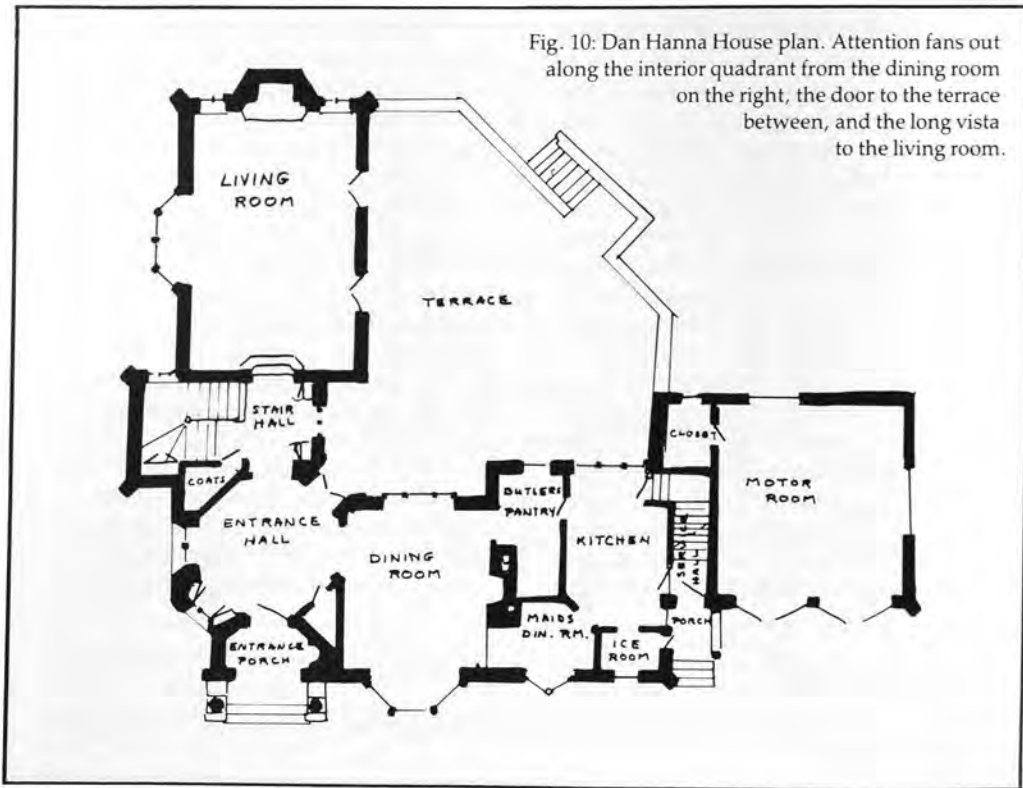 Fig. 10: Dan Hanna House plan. Attention fans out
along the interior quadrant from the dining room
on the right, the door to the terrace
between, and the long vista
to the living room.
LIVING
ROOM
TERRACE
STAIR
HALL
COATS
ENTRANCE
HALL
ENTRANCE
PORCH
DINING
ROOM
BUTLERS
PANTRY
KITCHEN
MAIDS
DIN. RM.
ICE
ROOM
CLOSET
SERVICE
HALL
PORCH
MOTOR
ROOM